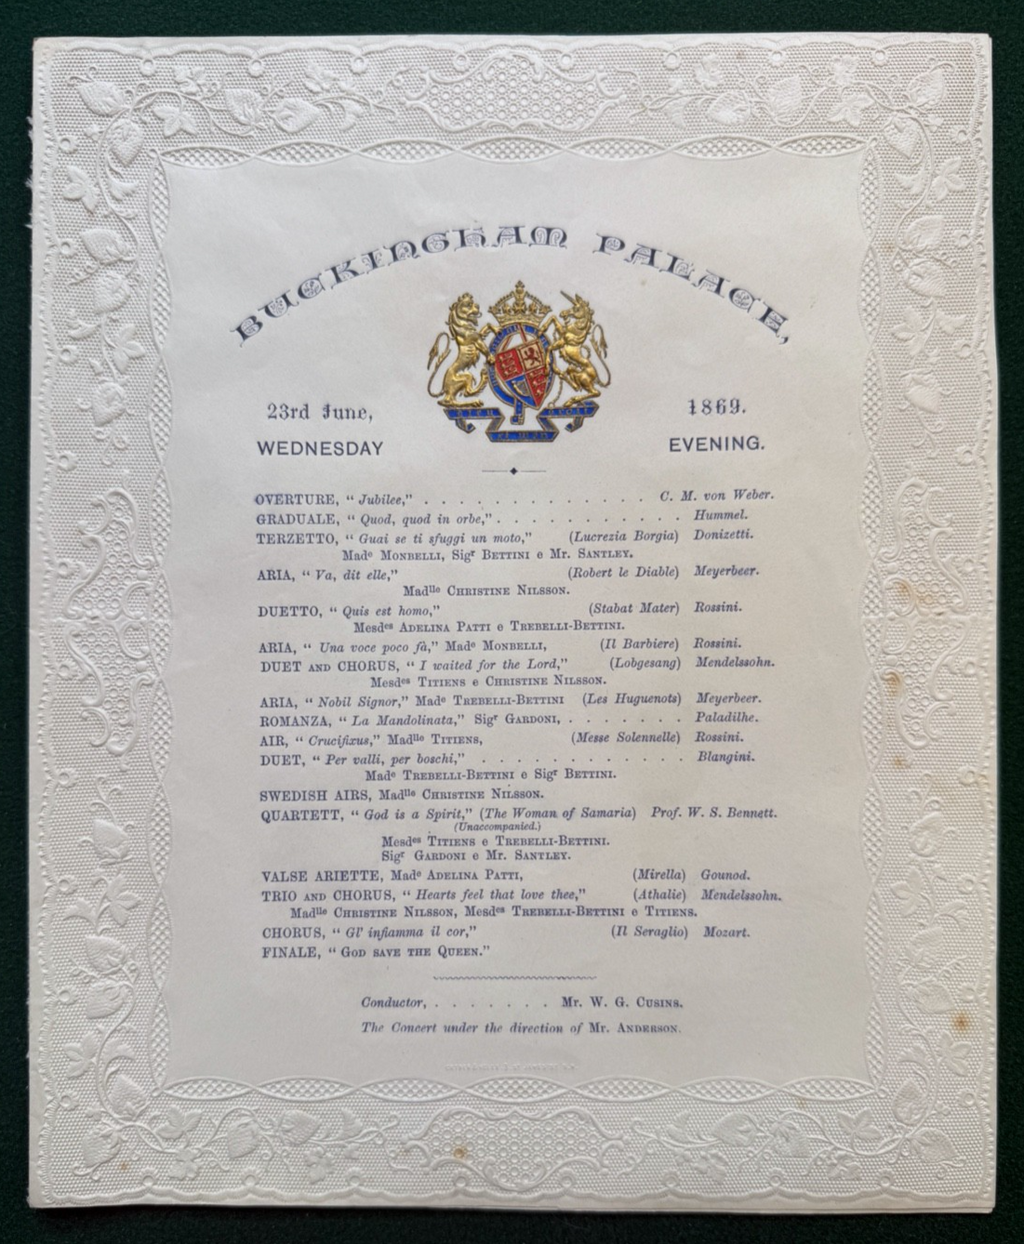 BUCKINGHAM PALACE,
DIEU ET MON DROIT
23rd June, 1869.
WEDNESDAY EVENING.
OVERTURE, “ Jubilee,” . . . . . . . . . . . . . C. M. von Weber.
GRADUALE, “ Quod, quod in orbe,” . . . . . . . . . . . Hummel.
TERZETTO, “ Guai se ti sfuggi un moto,” (Lucrezia Borgia) Donizetti.
Made MONBELLI, Sigr BETTINI e Mr. SANTLEY.
ARIA, “ Va, dit elle,” (Robert le Diable) Meyerbeer.
Madlle CHRISTINE NILSSON.
DUETTO, “ Quis est homo,” (Stabat Mater) Rossini.
Mesdes ADELINA PATTI e TREBELLI-BETTINI.
ARIA, “ Una voce poco fà,” Made MONBELLI, (Il Barbiere) Rossini.
DUET AND CHORUS, “ I waited for the Lord,” (Lobgesang) Mendelssohn.
Mesdes TITIENS e CHRISTINE NILSSON.
ARIA, “ Nobil Signor,” Made TREBELLI-BETTINI (Les Huguenots) Meyerbeer.
ROMANZA, “ La Mandolinata,” Sigr GARDONI, . . . . . . . Paladilhe.
AIR, “ Crucifixus,” Madlle TITIENS, (Messe Solennelle) Rossini.
DUET, “ Per valli, per boschi,” . . . . . . . . . . . . Blangini.
Made TREBELLI-BETTINI e Sigr BETTINI.
SWEDISH AIRS, Madlle CHRISTINE NILSSON.
QUARTETT, “ God is a Spirit,” (The Woman of Samaria) Prof. W. S. Bennett.
(Unaccompanied.)
Mesdes TITIENS e TREBELLI-BETTINI.
Sigr GARDONI e Mr. SANTLEY.
VALSE ARIETTE, Made ADELINA PATTI, (Mirella) Gounod.
TRIO AND CHORUS, “ Hearts feel that love thee,” (Athalie) Mendelssohn.
Madlle CHRISTINE NILSSON, Mesdes TREBELLI-BETTINI e TITIENS.
CHORUS, “ Gl’ infiamma il cor,” (Il Seraglio) Mozart.
FINALE, “ GOD SAVE THE QUEEN.”
Conductor, . . . . . . . Mr. W. G. CUSINS.
The Concert under the direction of Mr. ANDERSON.